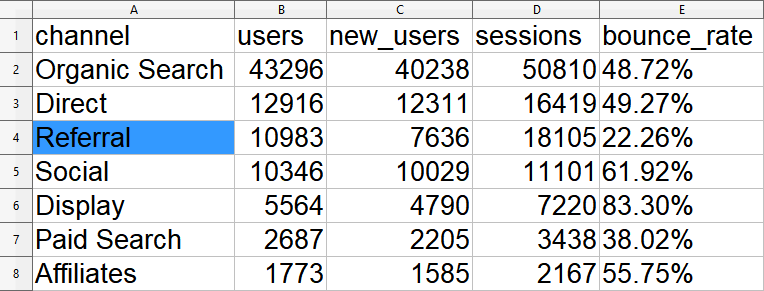 A B C D E
1 channel users new_users sessions bounce_rate
2 Organic Search 43296 40238 50810 48.72%
3 Direct 12916 12311 16419 49.27%
4 Referral 10983 7636 18105 22.26%
5 Social 10346 10029 11101 61.92%
6 Display 5564 4790 7220 83.30%
7 Paid Search 2687 2205 3438 38.02%
8 Affiliates 1773 1585 2167 55.75%